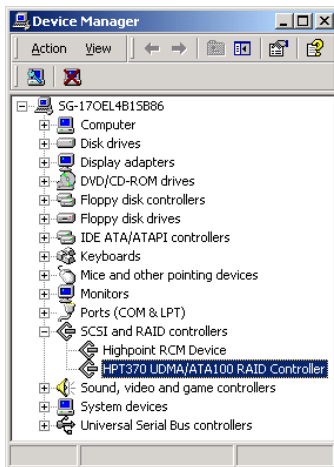 Device Manager
Action View
SG-17OEL4B1SB86
Computer
Disk drives
Display adapters
DVD/CD-ROM drives
Floppy disk controllers
Floppy disk drives
IDE ATA/ATAPI controllers
Keyboards
Mice and other pointing devices
Monitors
Ports (COM & LPT)
SCSI and RAID controllers
Highpoint RCM Device
HPT370 UDMA/ATA100 RAID Controller
Sound, video and game controllers
System devices
Universal Serial Bus controllers